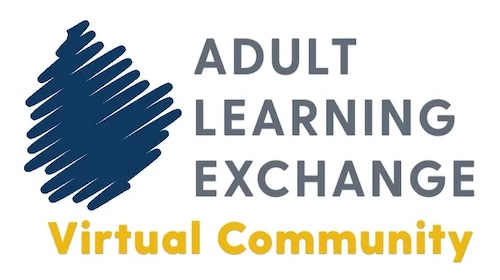 ADULT
LEARNING
EXCHANGE
Virtual Community